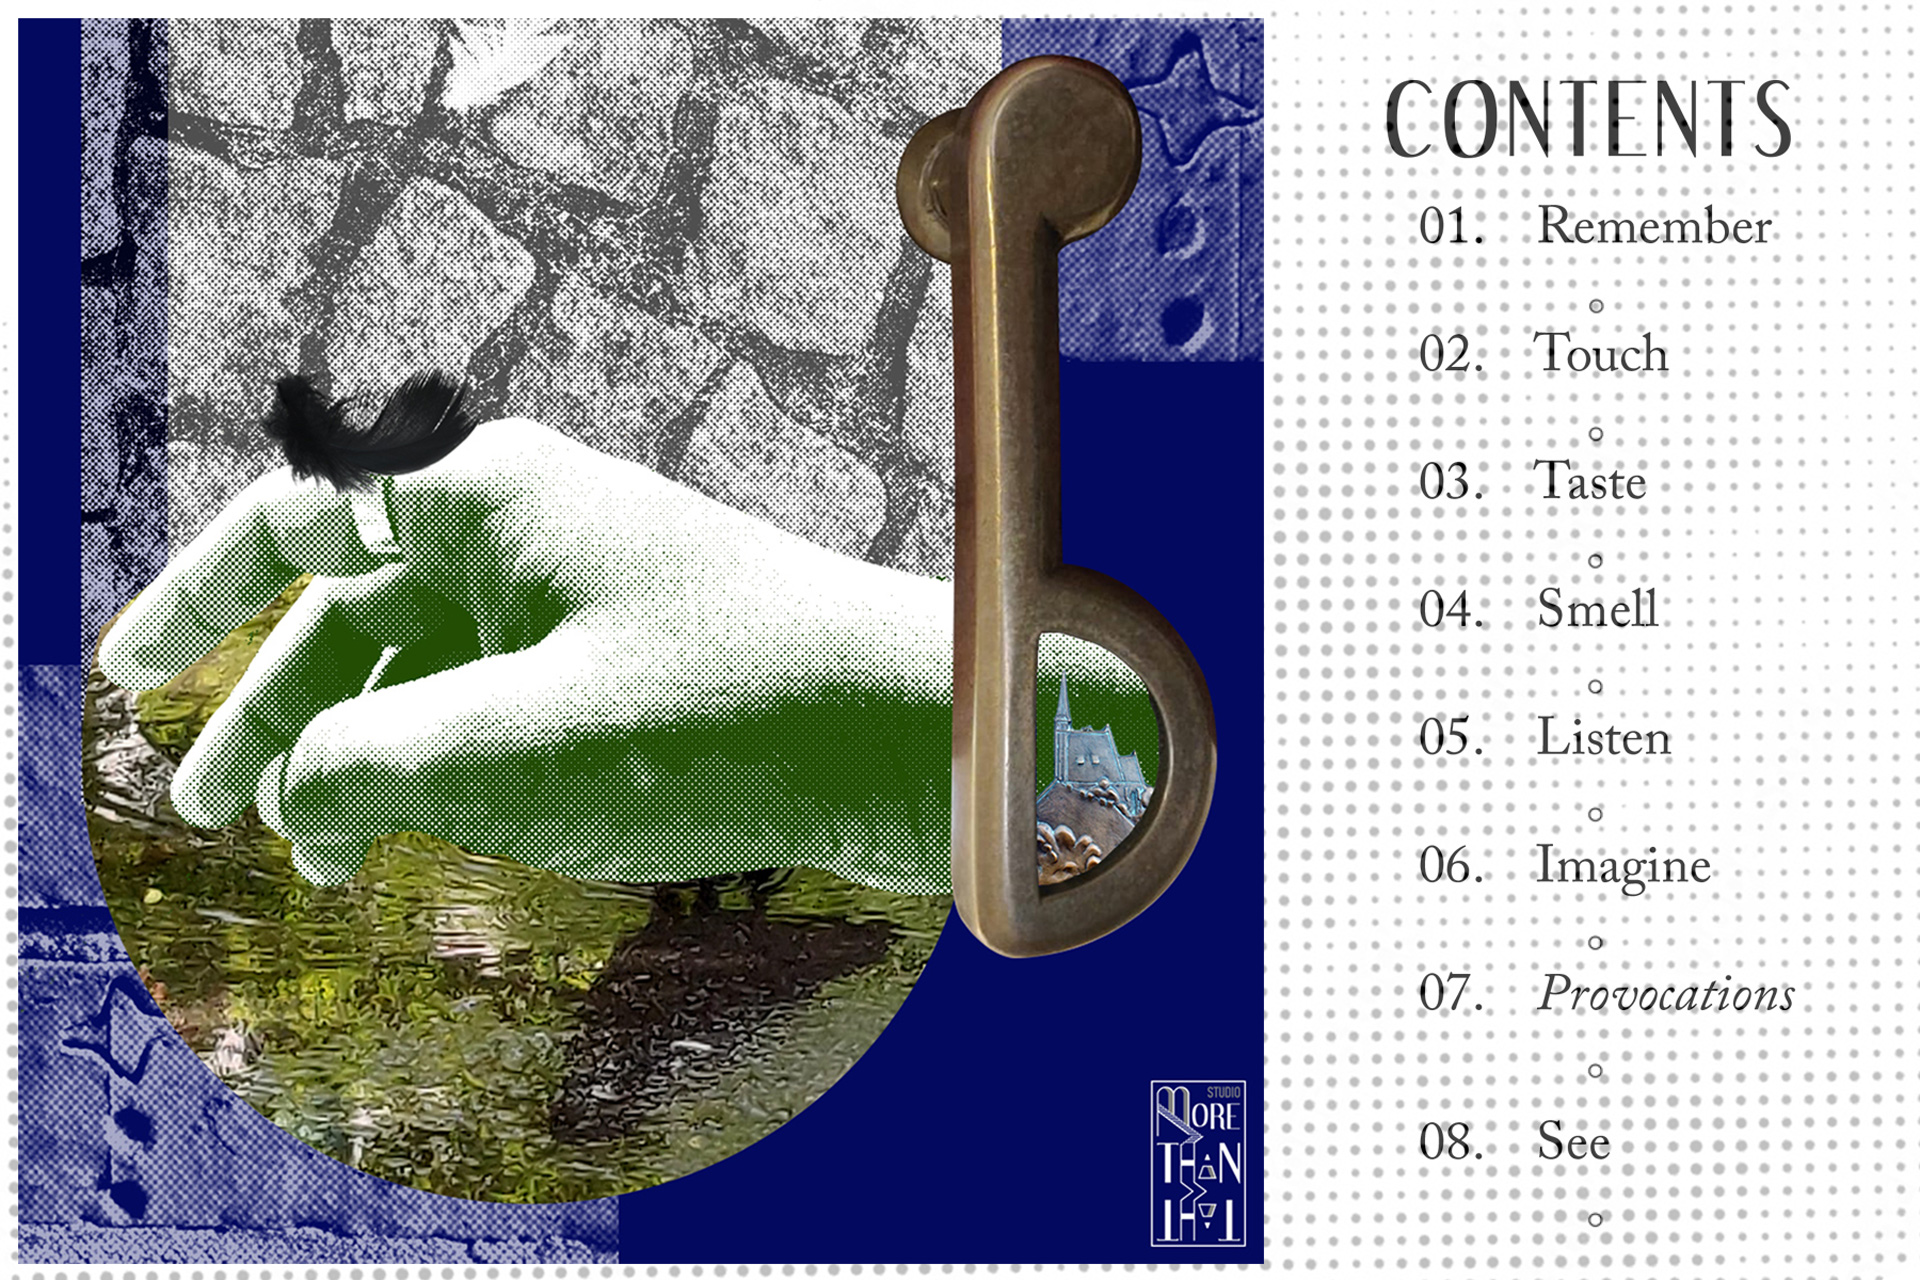 CONTENTS
01. Remember
02. Touch
03. Taste
04. Smell
05. Listen
06. Imagine
07. Provocations
08. See
STUDIO
MORE
THAN
THAT